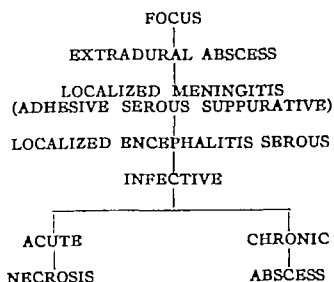 FOCUS
EXTRADURAL ABSCESS
LOCALIZED MENINGITIS
(ADHESIVE SEROUS SUPPURATIVE)
LOCALIZED ENCEPHALITIS SEROUS
INFECTIVE
ACUTE CHRONIC
NECROSIS ABSCESS